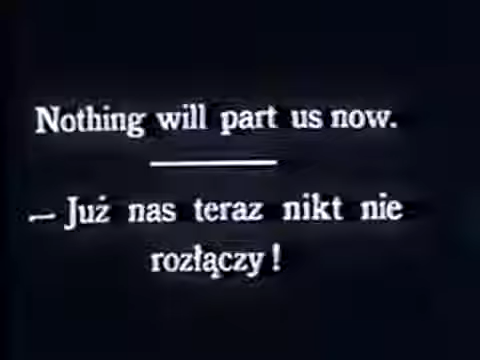 Nothing will part us now.
— Już nas teraz nikt nie
rozłączy!